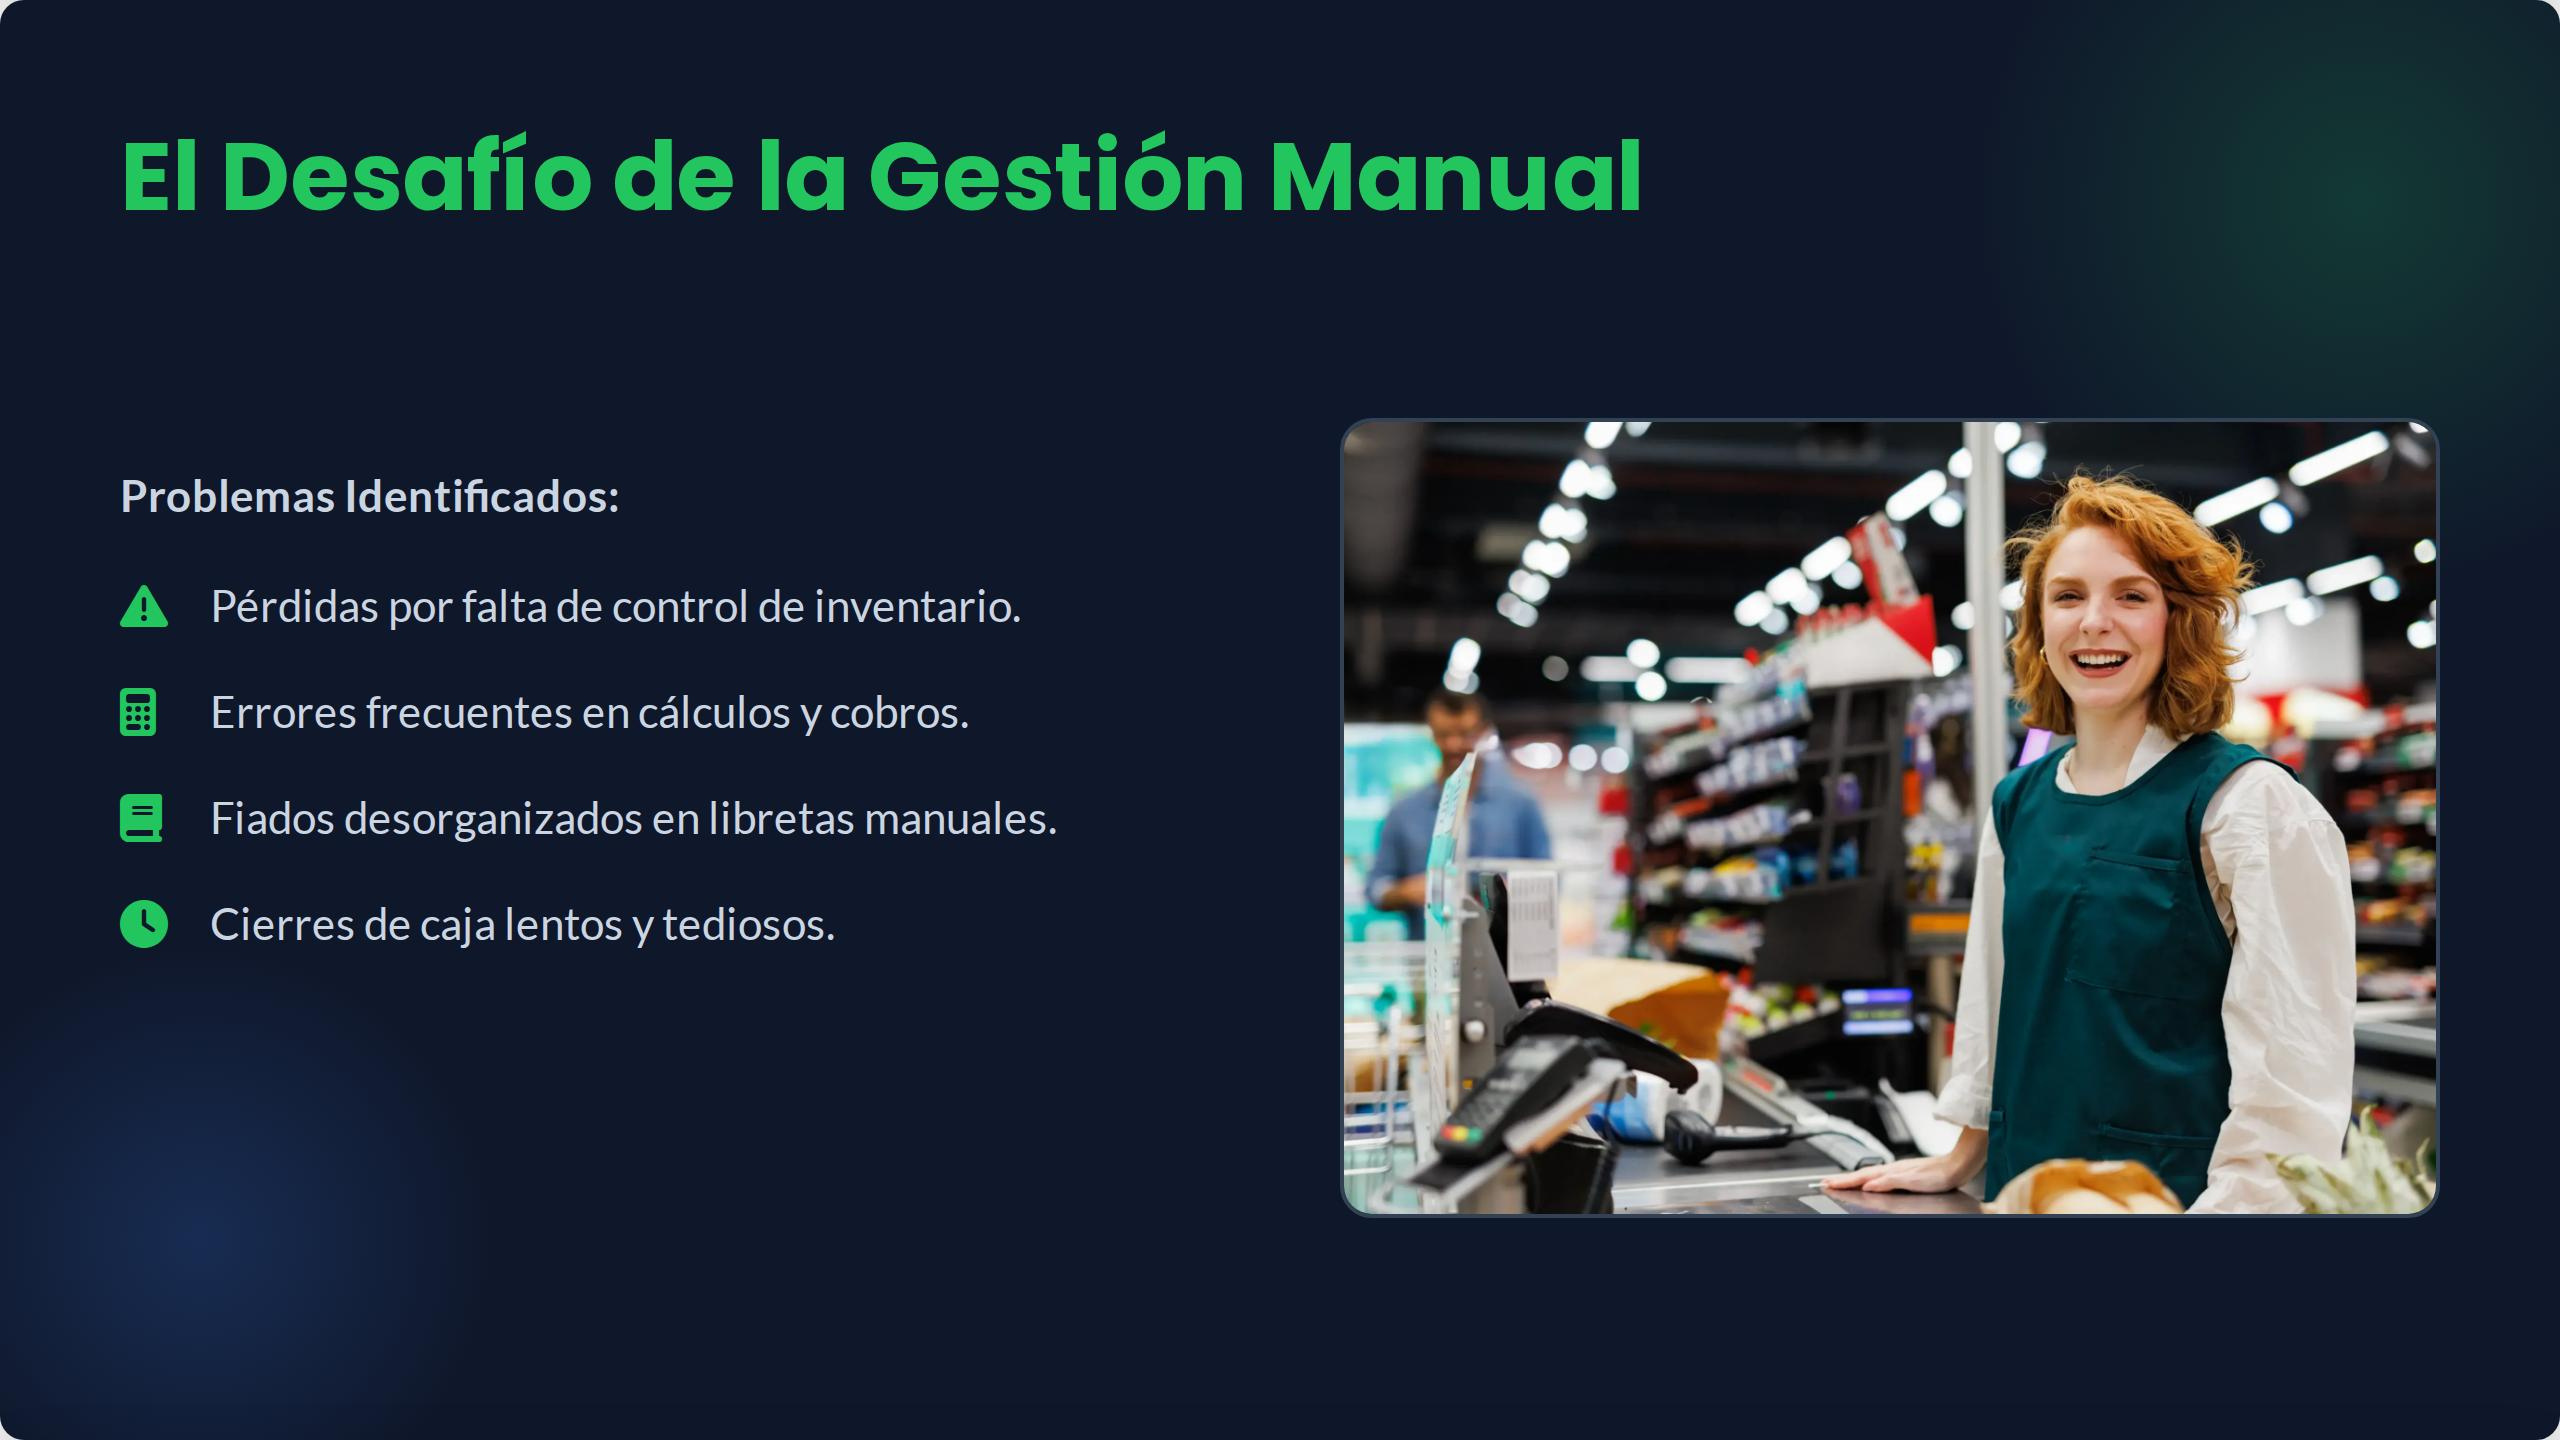 El Desafío de la Gestión Manual
Problemas Identificados:
Pérdidas por falta de control de inventario.
Errores frecuentes en cálculos y cobros.
Fiados desorganizados en libretas manuales.
Cierres de caja lentos y tediosos.